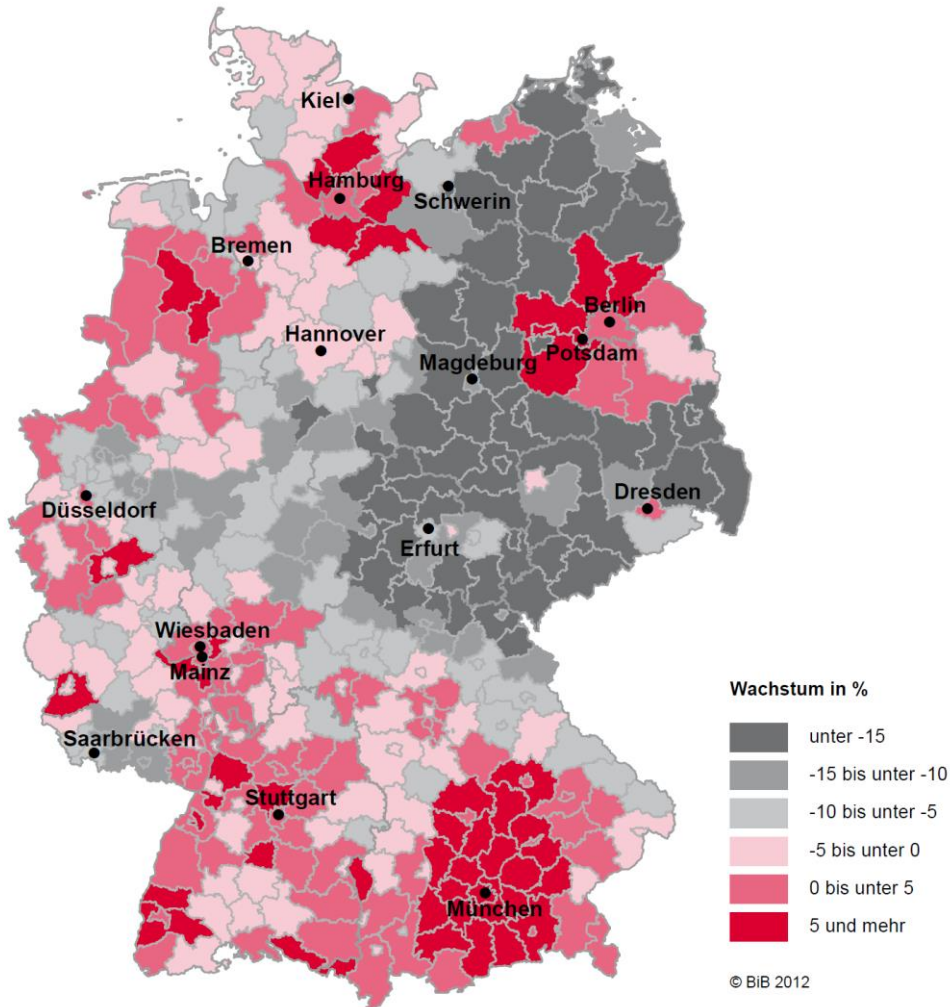 Kiel
Hamburg
Schwerin
Bremen
Berlin
Hannover
Potsdam
Magdeburg
Düsseldorf
Dresden
Erfurt
Wiesbaden
Mainz
Saarbrücken
Stuttgart
München
Wachstum in %
unter -15
-15 bis unter -10
-10 bis unter -5
-5 bis unter 0
0 bis unter 5
5 und mehr
© BiB 2012